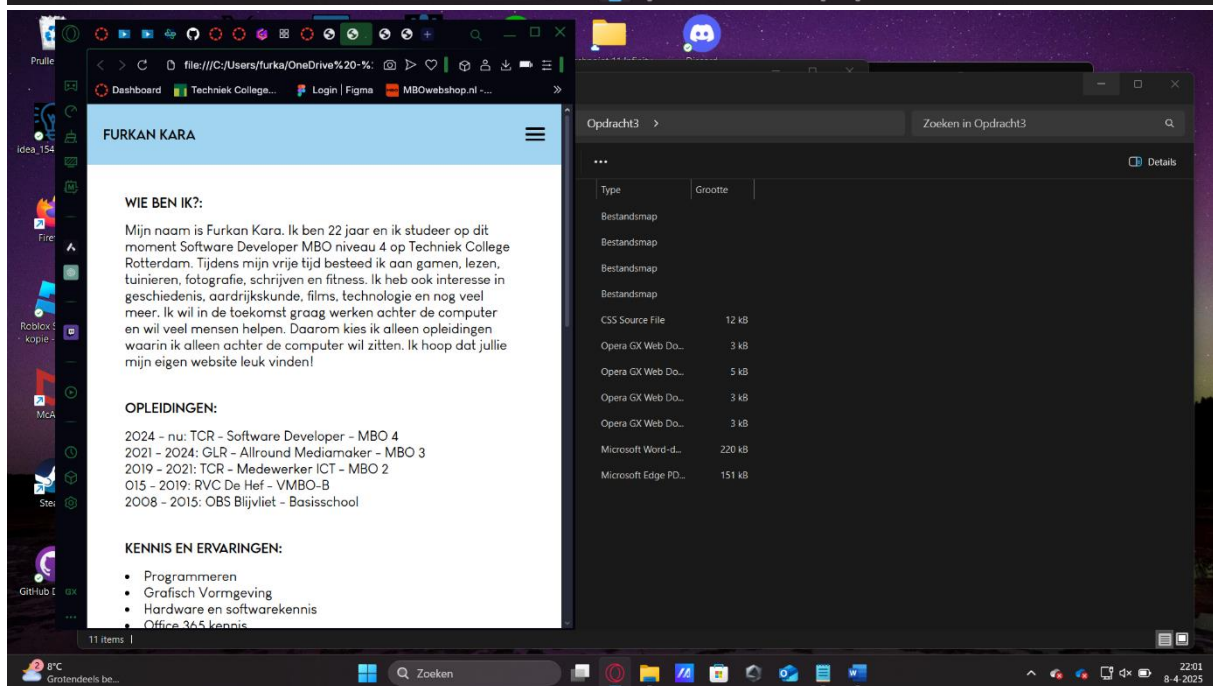 Prulle
idea_154
Fire
Roblox S
- kopie -
McA
Stea
GitHub D
file:///C:/Users/furka/OneDrive%20-%:
Dashboard Techniek College... Login | Figma MBOwebshop.nl -... »
FURKAN KARA
WIE BEN IK?:
Mijn naam is Furkan Kara. Ik ben 22 jaar en ik studeer op dit
moment Software Developer MBO niveau 4 op Techniek College
Rotterdam. Tijdens mijn vrije tijd besteed ik aan gamen, lezen,
tuinieren, fotografie, schrijven en fitness. Ik heb ook interesse in
geschiedenis, aardrijkskunde, films, technologie en nog veel
meer. Ik wil in de toekomst graag werken achter de computer
en wil veel mensen helpen. Daarom kies ik alleen opleidingen
waarin ik alleen achter de computer wil zitten. Ik hoop dat jullie
mijn eigen website leuk vinden!
OPLEIDINGEN:
2024 - nu: TCR - Software Developer - MBO 4
2021 - 2024: GLR - Allround Mediamaker - MBO 3
2019 - 2021: TCR - Medewerker ICT - MBO 2
015 - 2019: RVC De Hef - VMBO-B
2008 - 2015: OBS Blijvliet - Basisschool
KENNIS EN ERVARINGEN:
• Programmeren
• Grafisch Vormgeving
• Hardware en softwarekennis
• Office 365 kennis
GX
Opdracht3 >
Zoeken in Opdracht3
...
Details
Type Grootte
Bestandsmap
Bestandsmap
Bestandsmap
Bestandsmap
CSS Source File 12 kB
Opera GX Web Do... 3 kB
Opera GX Web Do... 5 kB
Opera GX Web Do... 3 kB
Opera GX Web Do... 3 kB
Microsoft Word-d... 220 kB
Microsoft Edge PD... 151 kB
11 items
2
8°C
Grotendeels be...
Zoeken
22:01
8-4-2025